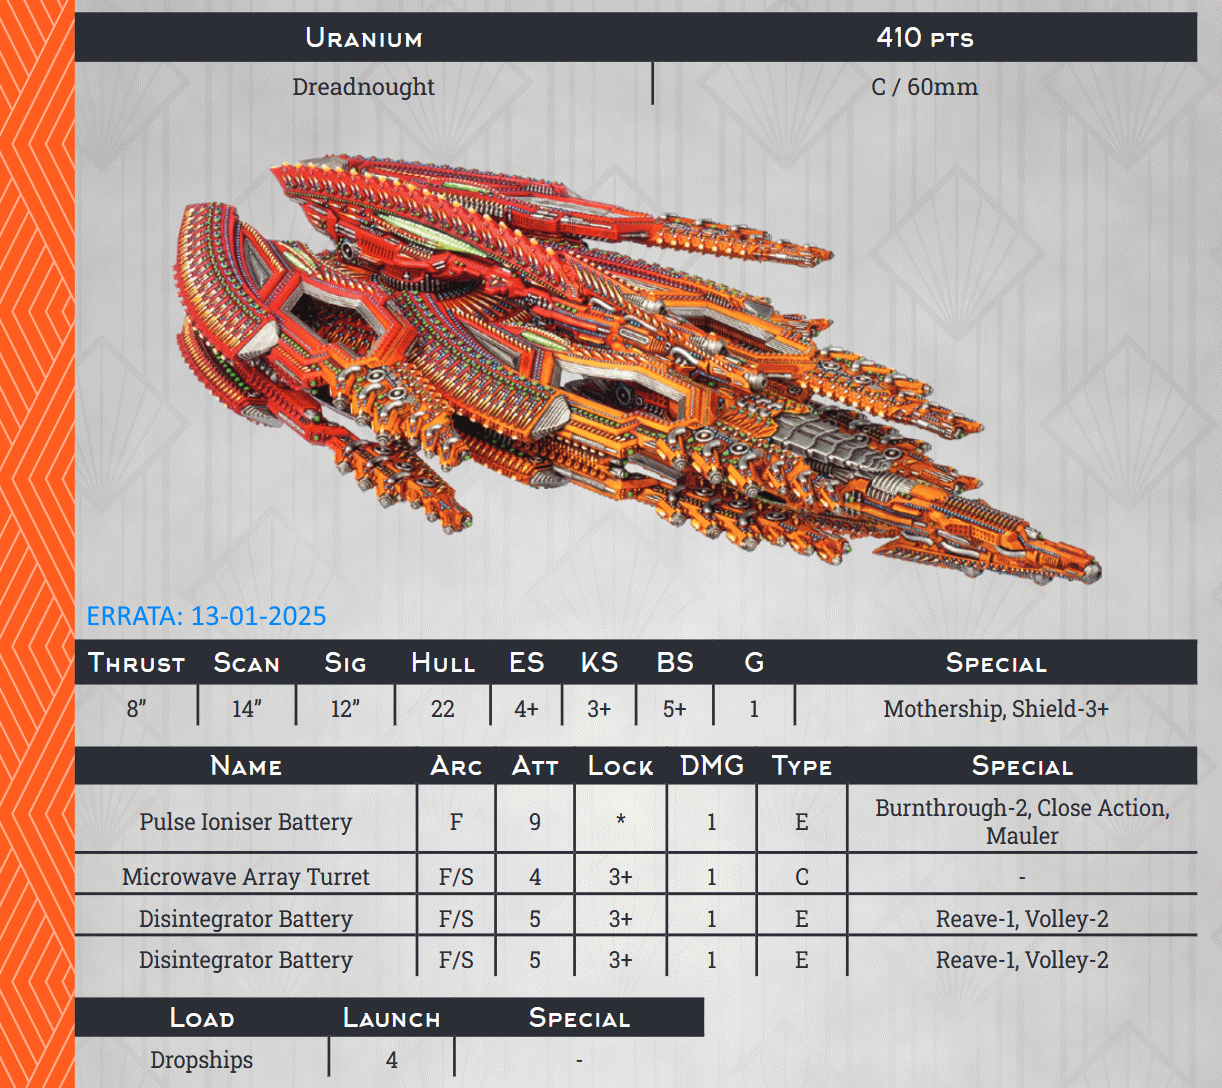 Uranium 410 pts
Dreadnought C / 60mm
ERRATA: 13-01-2025
Thrust Scan Sig Hull ES KS BS G Special
8” 14” 12” 22 4+ 3+ 5+ 1 Mothership, Shield-3+
Name Arc Att Lock DMG Type Special
Pulse Ioniser Battery F 9 * 1 E Burnthrough-2, Close Action,
Mauler
Microwave Array Turret F/S 4 3+ 1 C -
Disintegrator Battery F/S 5 3+ 1 E Reave-1, Volley-2
Disintegrator Battery F/S 5 3+ 1 E Reave-1, Volley-2
Load Launch Special
Dropships 4 -